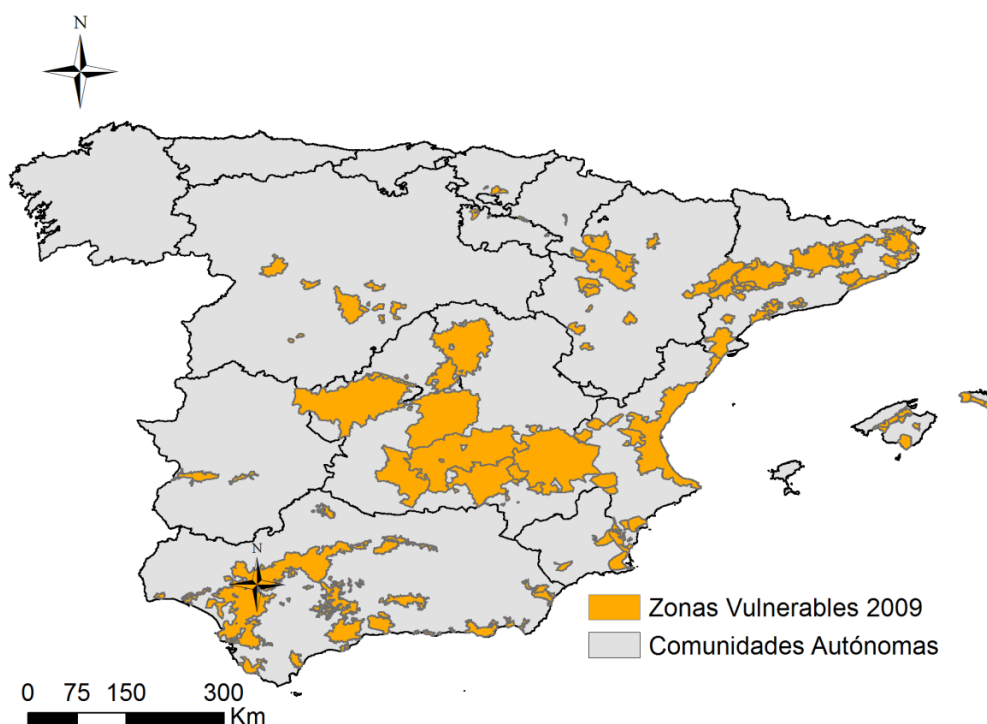 N
N
Zonas Vulnerables 2009
Comunidades Autónomas
0 75 150 300
Km